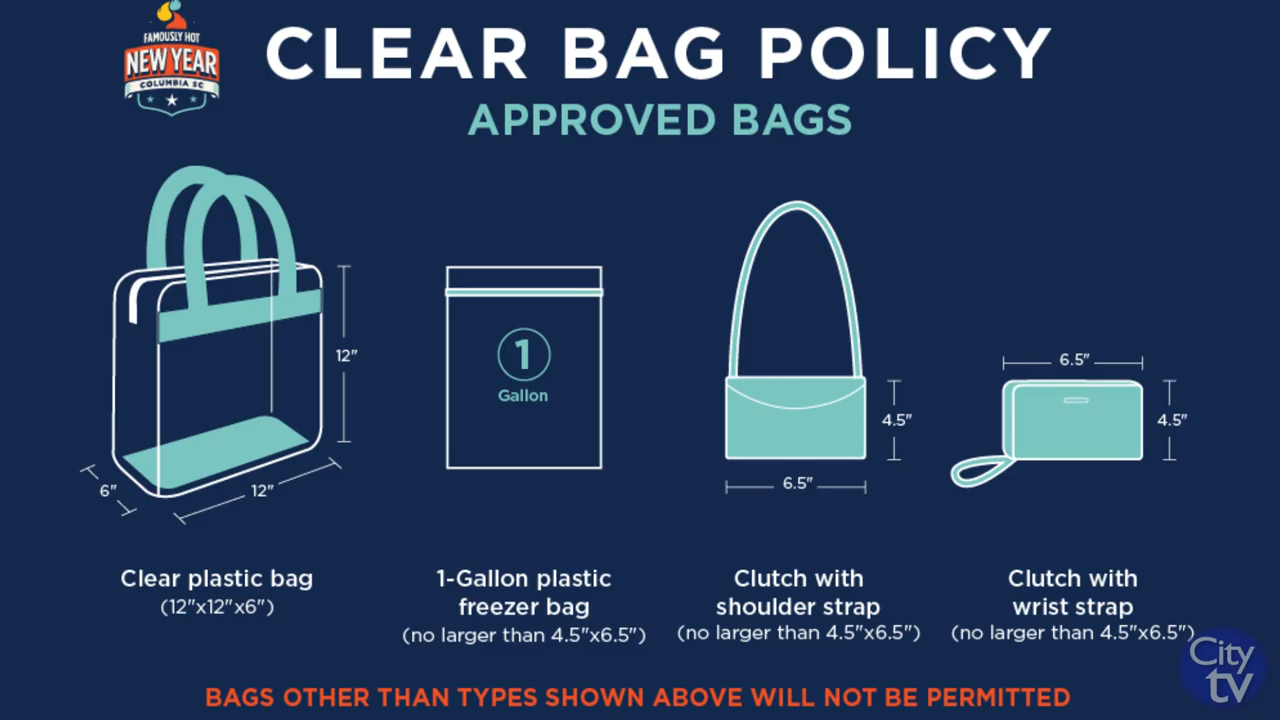 FAMOUSLY HOT
NEW YEAR
COLUMBIA SC
CLEAR BAG POLICY
APPROVED BAGS
12"
6"
12"
1
Gallon
4.5"
6.5"
6.5"
4.5"
Clear plastic bag
(12"x12"x6")
1-Gallon plastic
freezer bag
(no larger than 4.5"x6.5")
Clutch with
shoulder strap
(no larger than 4.5"x6.5")
Clutch with
wrist strap
(no larger than 4.5"x6.5")
BAGS OTHER THAN TYPES SHOWN ABOVE WILL NOT BE PERMITTED
City
tv